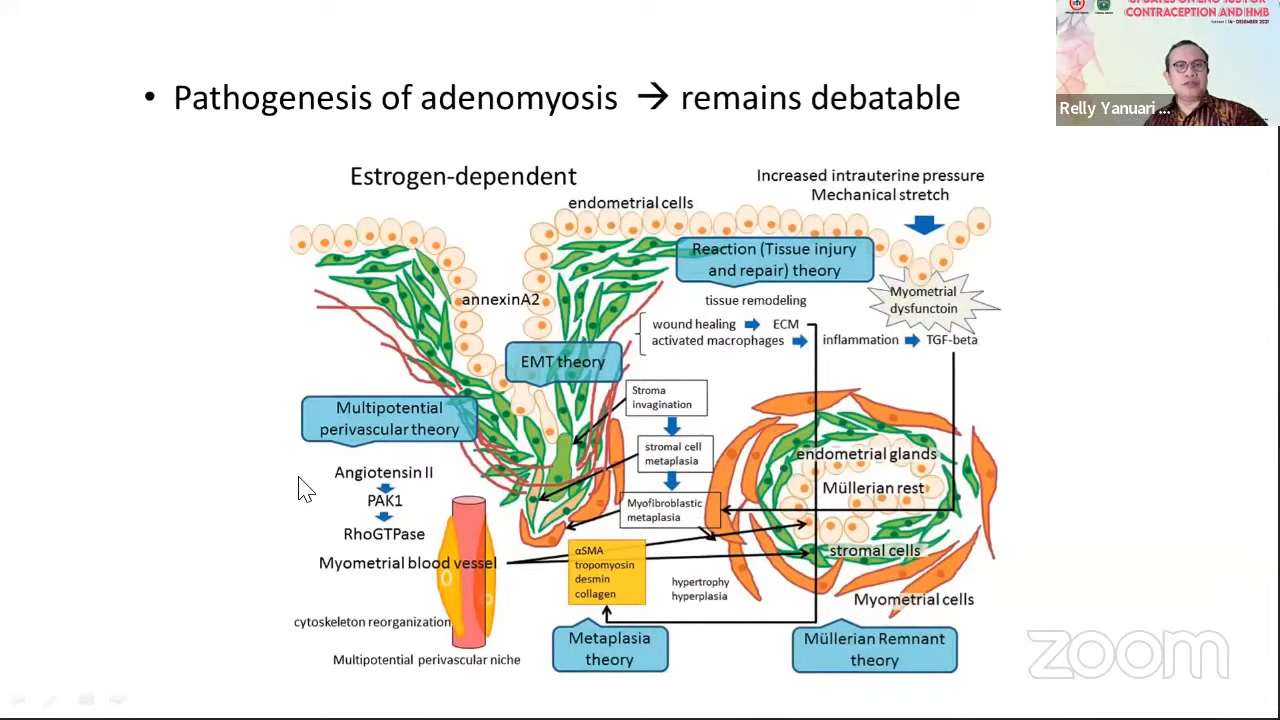 • Pathogenesis of adenomyosis → remains debatable
CONTRACEPTION AND HMB
Relly Yanuari ...
Estrogen-dependent
endometrial cells
Increased intrauterine pressure
Mechanical stretch
Reaction (Tissue injury
and repair) theory
annexinA2
tissue remodeling
Myometrial
dysfunctoin
wound healing
ECM
activated macrophages
inflammation
TGF-beta
EMT theory
Stroma
invagination
Multipotential
perivascular theory
stromal cell
metaplasia
endometrial glands
Angiotensin II
Müllerian rest
PAK1
Myofibroblastic
metaplasia
RhoGTPase
Myometrial blood vessel
αSMA
tropomyosin
desmin
collagen
stromal cells
hypertrophy
hyperplasia
Myometrial cells
cytoskeleton reorganization
Multipotential perivascular niche
Metaplasia
theory
Müllerian Remnant
theory
zoom